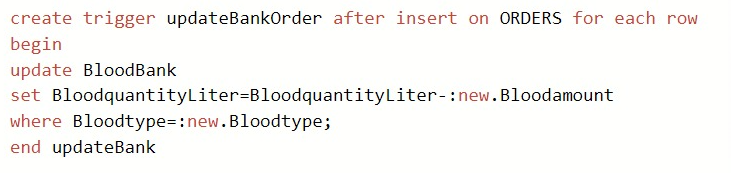 create trigger updateBankOrder after insert on ORDERS for each row
begin
update BloodBank
set BloodquantityLiter=BloodquantityLiter-:new.Bloodamount
where Bloodtype=:new.Bloodtype;
end updateBank